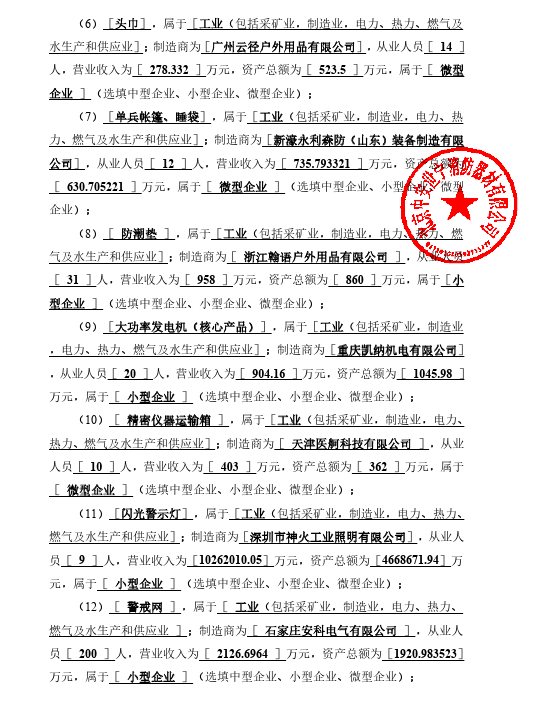 （6）[ 头巾 ]，属于[ 工业（包括采矿业，制造业，电力、热力、燃气及
水生产和供应业]；制造商为[广州云径户外用品有限公司]，从业人员[ 14 ]
人，营业收入为[ 278.332 ]万元，资产总额为[ 523.5 ]万元，属于[ 微型
企业 ]（选填中型企业、小型企业、微型企业）；
（7）[单兵帐篷、睡袋]，属于[工业(包括采矿业，制造业，电力、热
力、燃气及水生产和供应业]；制造商为[新濠永利森防（山东）装备制造有限
公司]，从业人员[ 12 ]人，营业收入为[ 735.793321 ]万元，资产总额为
[ 630.705221 ]万元，属于[ 微型企业 ]（选填中型企业、小型企业、微型
企业）；
（8）[ 防潮垫 ]，属于[工业(包括采矿业，制造业，电力、热力、燃
气及水生产和供应业]；制造商为[ 浙江翰语户外用品有限公司 ]，从业人员
[ 31 ]人，营业收入为[ 958 ]万元，资产总额为[ 860 ]万元，属于[小
型企业 ]（选填中型企业、小型企业、微型企业）；
（9）[大功率发电机（核心产品）]，属于[工业（包括采矿业，制造业
，电力、热力、燃气及水生产和供应业]；制造商为[重庆凯纳机电有限公司]
，从业人员[ 20 ]人，营业收入为[ 904.16 ]万元，资产总额为[ 1045.98 ]
万元，属于[ 小型企业 ]（选填中型企业、小型企业、微型企业）；
（10）[ 精密仪器运输箱 ]，属于[工业（包括采矿业，制造业，电力、
热力、燃气及水生产和供应业]；制造商为[ 天津医舸科技有限公司 ]，从业
人员[ 10 ]人，营业收入为[ 403 ]万元，资产总额为[ 362 ]万元，属于
[ 微型企业 ]（选填中型企业、小型企业、微型企业）；
（11）[闪光警示灯]，属于[工业（包括采矿业，制造业，电力、热力、
燃气及水生产和供应业]；制造商为[深圳市神火工业照明有限公司]，从业人
员[ 9 ]人，营业收入为[10262010.05]万元，资产总额为[4668671.94]万
元，属于[ 小型企业 ]（选填中型企业、小型企业、微型企业）；
（12）[ 警戒网 ]，属于[ 工业(包括采矿业，制造业，电力、热力、
燃气及水生产和供应业 ]；制造商为[ 石家庄安科电气有限公司 ]，从业人
员[ 200 ]人，营业收入为[ 2126.6964 ]万元，资产总额为[1920.983523]
万元，属于[ 小型企业 ]（选填中型企业、小型企业、微型企业）；